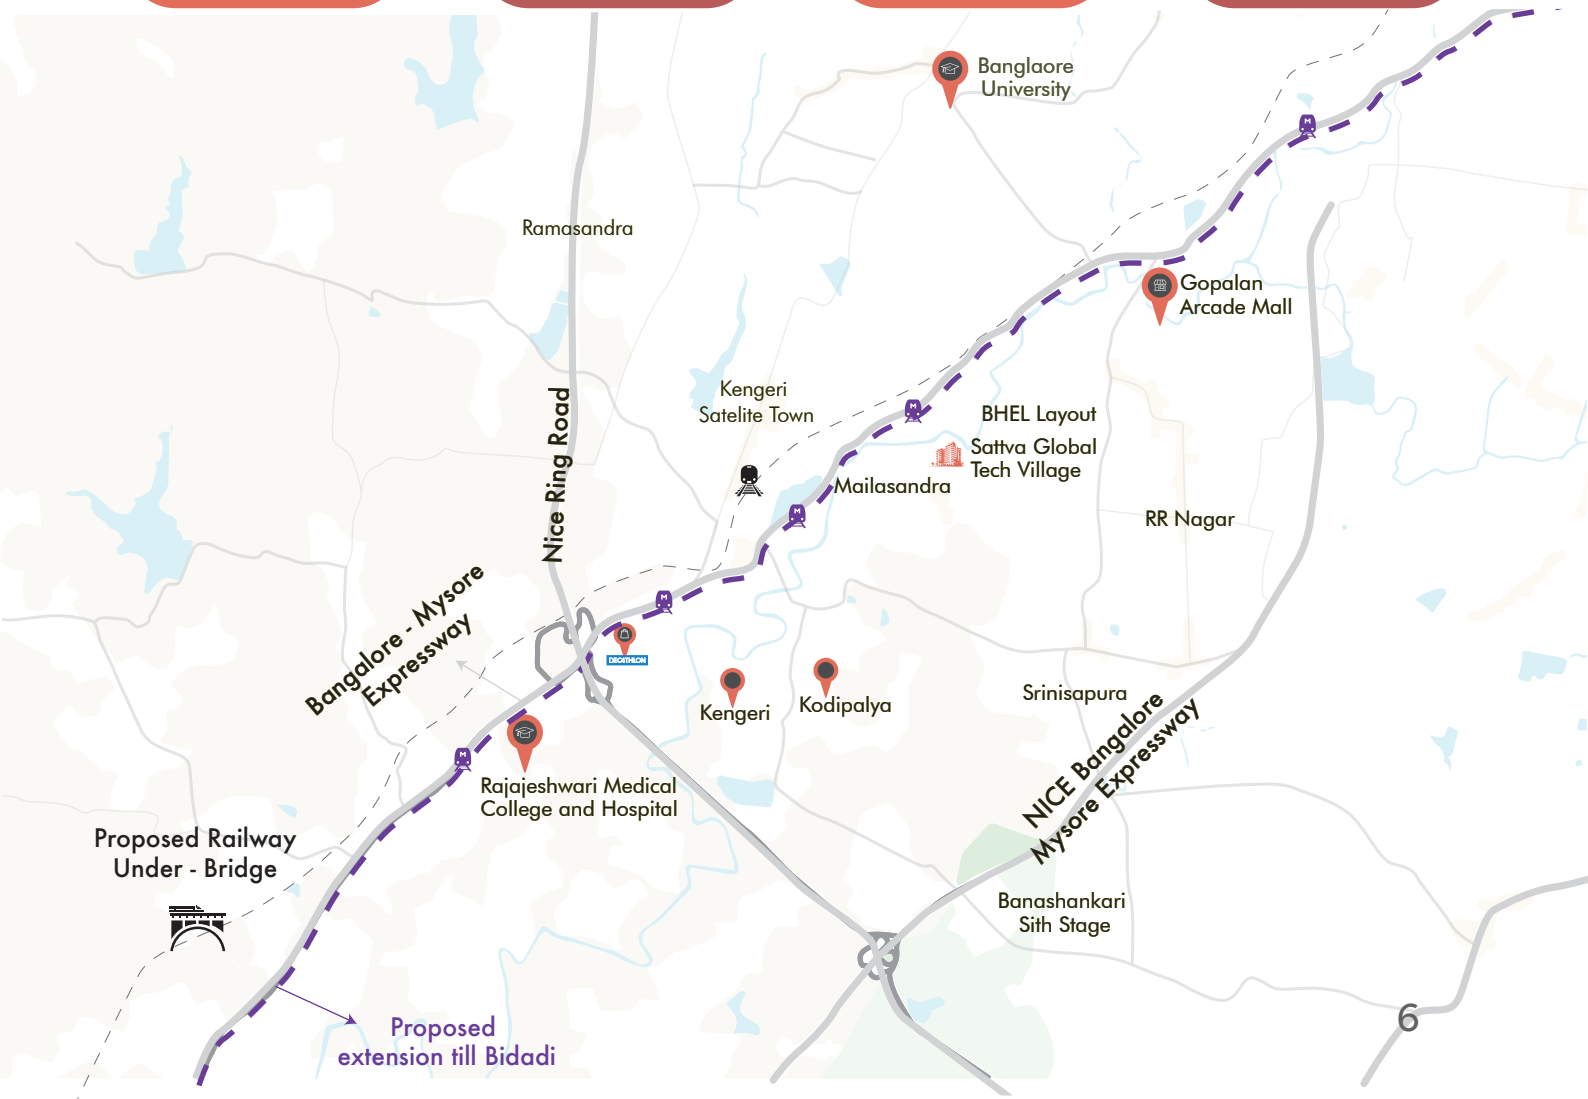 Banglaore
University
Ramasandra
Gopalan
Arcade Mall
Kengeri
Satelite Town
BHEL Layout
Sattva Global
Tech Village
Mailasandra
RR Nagar
Nice Ring Road
Bangalore - Mysore
Expressway
DECATHLON
Kengeri
Kodipalya
Srinisapura
NICE Bangalore
Mysore Expressway
Rajajeshwari Medical
College and Hospital
Proposed Railway
Under - Bridge
Banashankari
Sith Stage
Proposed
extension till Bidadi
6
M
M
M
M
M